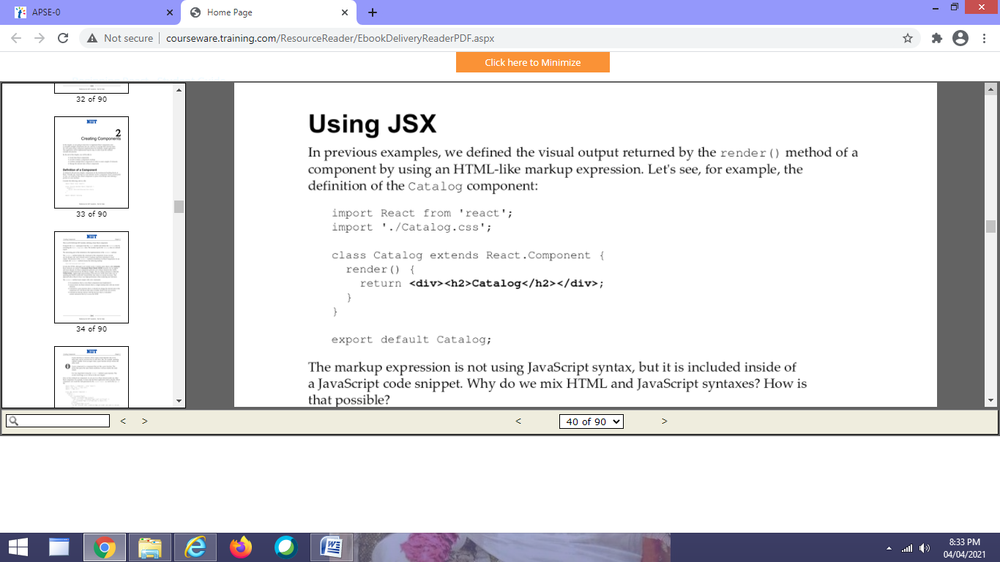 APSE-0
Home Page
Not secure
courseware.training.com/ResourceReader/EbookDeliveryReaderPDF.aspx
Click here to Minimize
32 of 90
NIIT
2
Creating Components
Definition of a Component
33 of 90
NIIT
34 of 90
NIIT
Using JSX
In previous examples, we defined the visual output returned by the render() method of a
component by using an HTML-like markup expression. Let's see, for example, the
definition of the Catalog component:
import React from 'react';
import './Catalog.css';
class Catalog extends React.Component {
render() {
return <div><h2>Catalog</h2></div>;
}
}
export default Catalog;
The markup expression is not using JavaScript syntax, but it is included inside of
a JavaScript code snippet. Why do we mix HTML and JavaScript syntaxes? How is
that possible?
< >
<
40 of 90
>
8:33 PM
04/04/2021